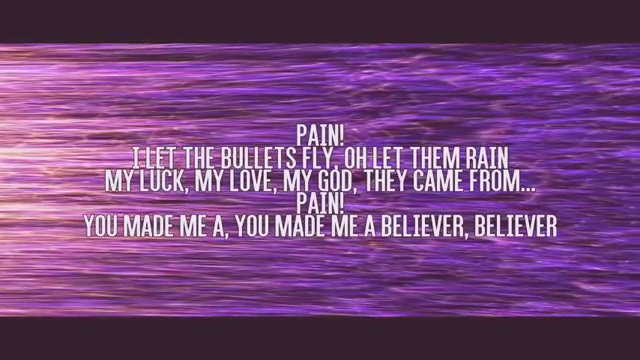 PAIN!
I LET THE BULLETS FLY, OH LET THEM RAIN
MY LUCK, MY LOVE, MY GOD, THEY CAME FROM...
PAIN!
YOU MADE ME A, YOU MADE ME A BELIEVER, BELIEVER